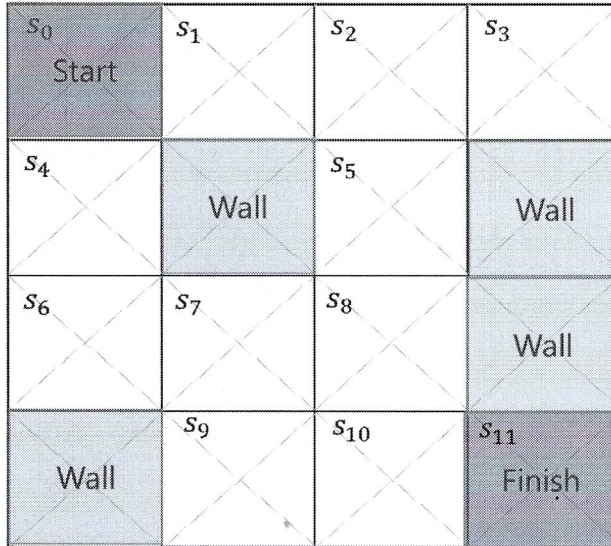 s₀ s₁ s₂ s₃
Start
s₄ s₅
Wall Wall
s₆ s₇ s₈
Wall
s₉ s₁₀ s₁₁
Wall Finish